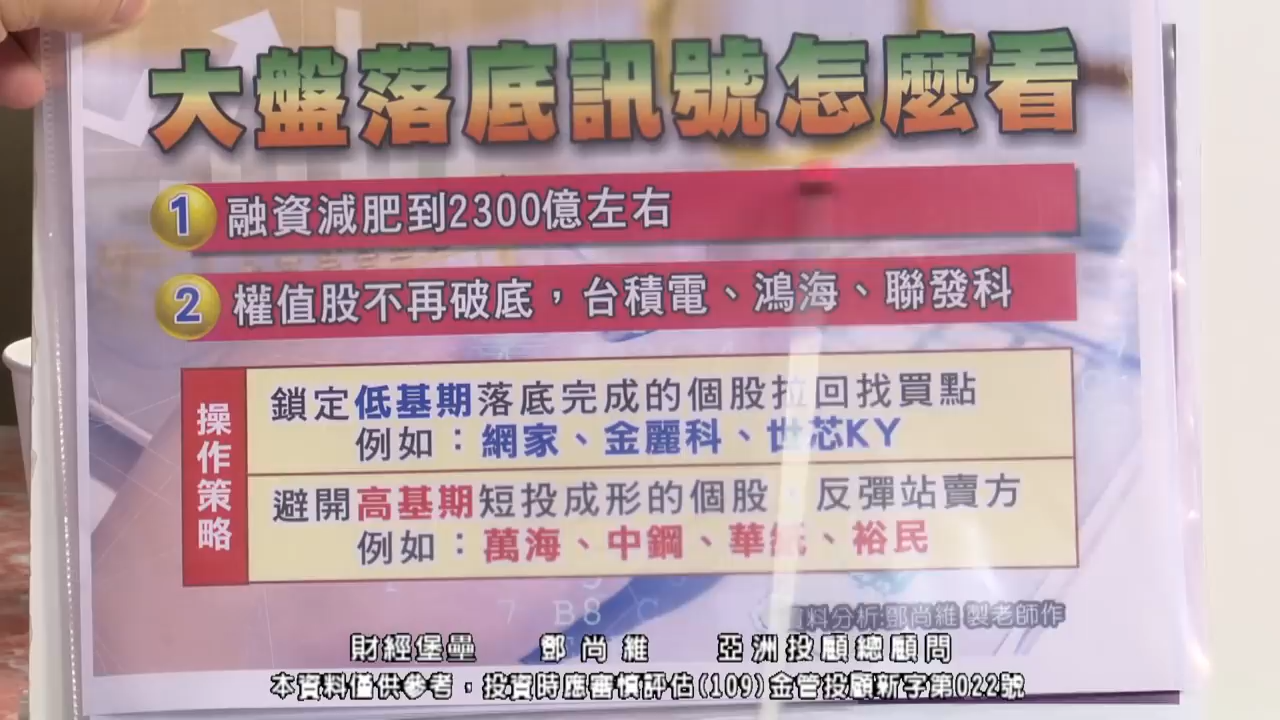 大盤落底訊號怎麼看
1 融資減肥到2300億左右
2 權值股不再破底，台積電、鴻海、聯發科
操作策略
鎖定低基期落底完成的個股拉回找買點
例如：網家、金麗科、世芯KY
避開高基期短投成形的個股，反彈站賣方
例如：萬海、中鋼、華紙、裕民
資料分析:鄧尚維 製老師作
財經堡壘 鄧尚維 亞洲投顧總顧問
本資料僅供參考，投資時應審慎評估(109)金管投顧新字第022號